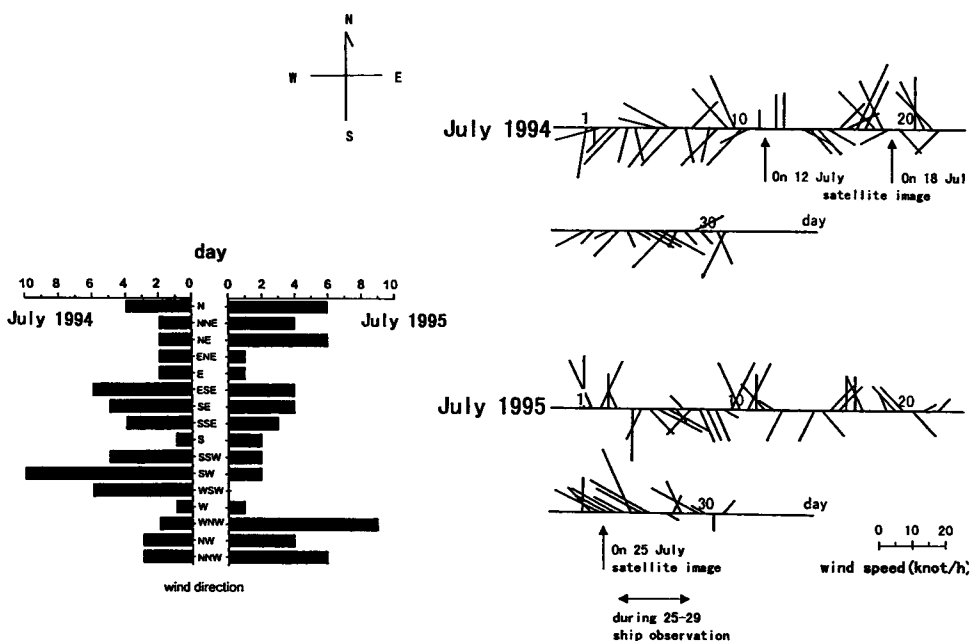 N
W E
S
July 1994
1 10 20
On 12 July
satellite image
On 18 Jul
30 day
day
10 8 6 4 2 0 0 2 4 6 8 10
July 1994 July 1995
N
NNE
NE
ENE
E
ESE
SE
SSE
S
SSW
SW
WSW
W
WNW
NW
NNW
wind direction
July 1995
1 10 20
30 day
On 25 July
satellite image
during 25-29
ship observation
0 10 20
wind speed(knot/h)